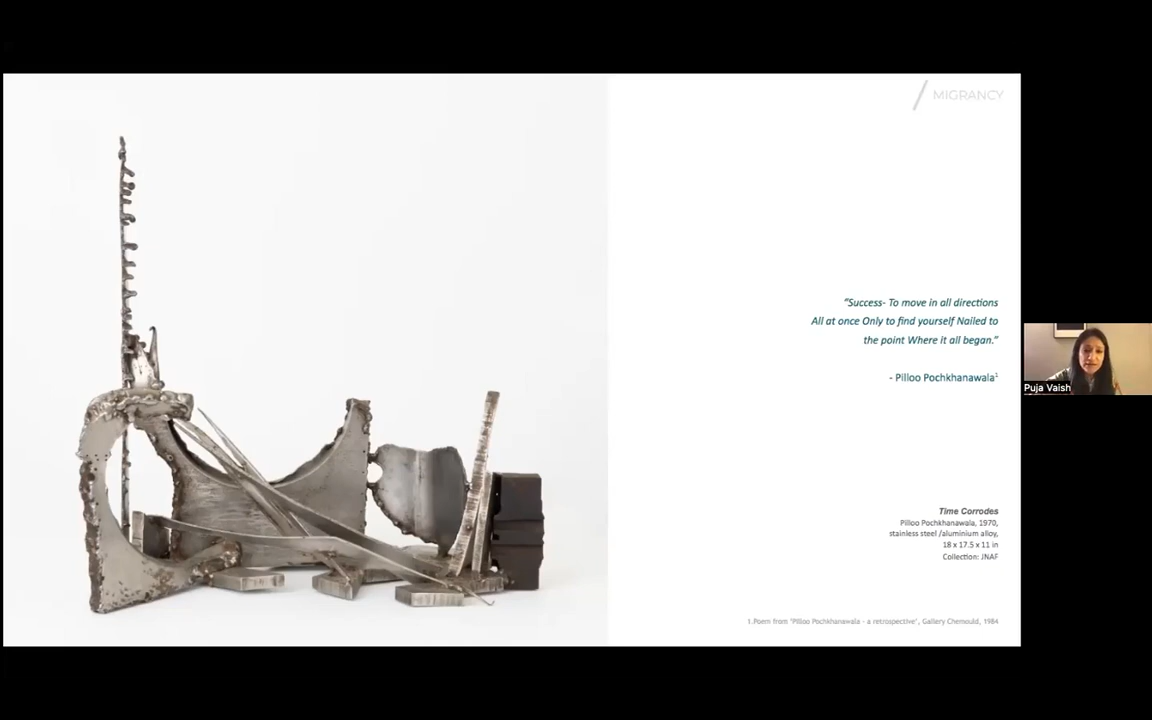 MIGRANCY
“Success- To move in all directions
All at once Only to find yourself Nailed to
the point Where it all began.”
- Pilloo Pochkhanawala1
Time Corrodes
Pilloo Pochkhanawala, 1970,
stainless steel /aluminium alloy,
18 x 17.5 x 11 in
Collection: JNAF
1.Poem from 'Pilloo Pochkhanawala - a retrospective', Gallery Chemould, 1984
Puja Vaish